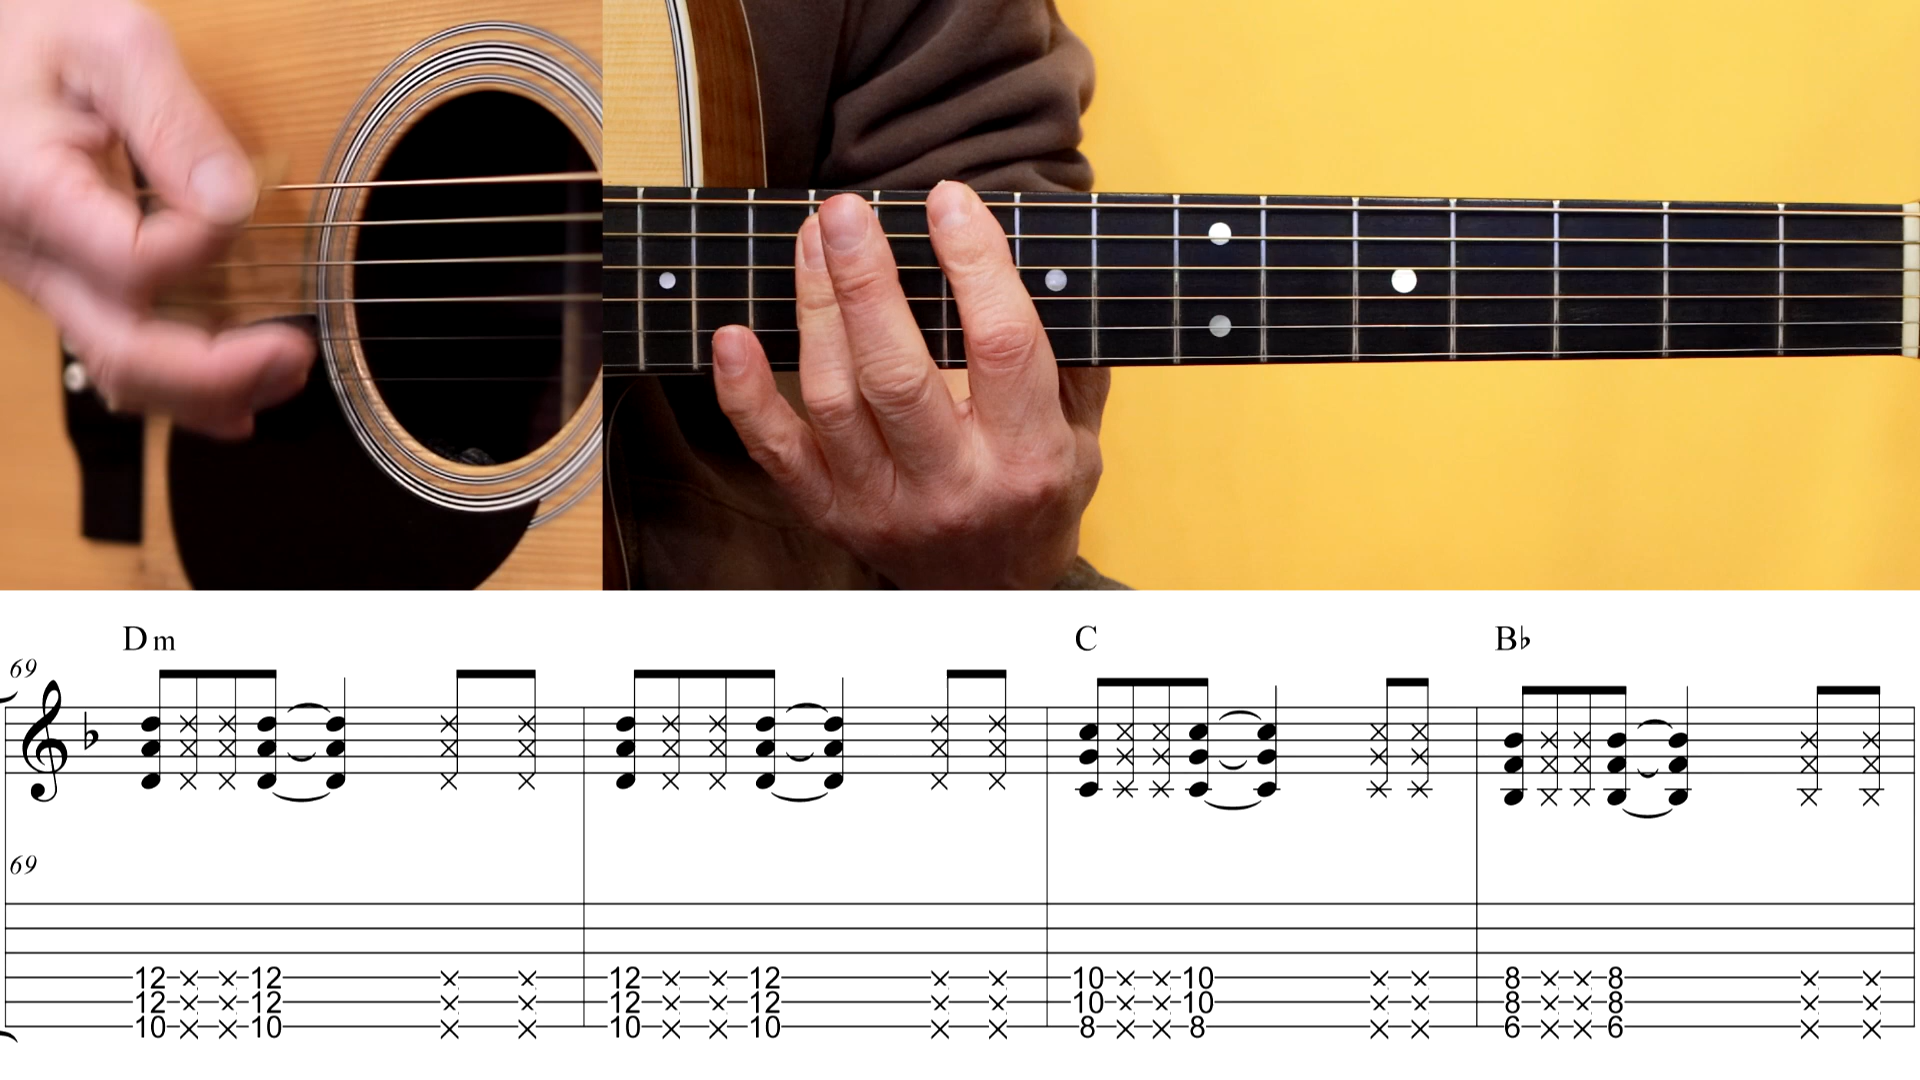 Dm C B♭
69
69
12 × × 12 × × 12 × × 12 × × 10 × × 10 × × 8 × × 8 × ×
12 × × 12 × × 12 × × 12 × × 10 × × 10 × × 8 × × 8 × ×
10 × × 10 × × 10 × × 10 × × 8 × × 8 × × 6 × × 6 × ×